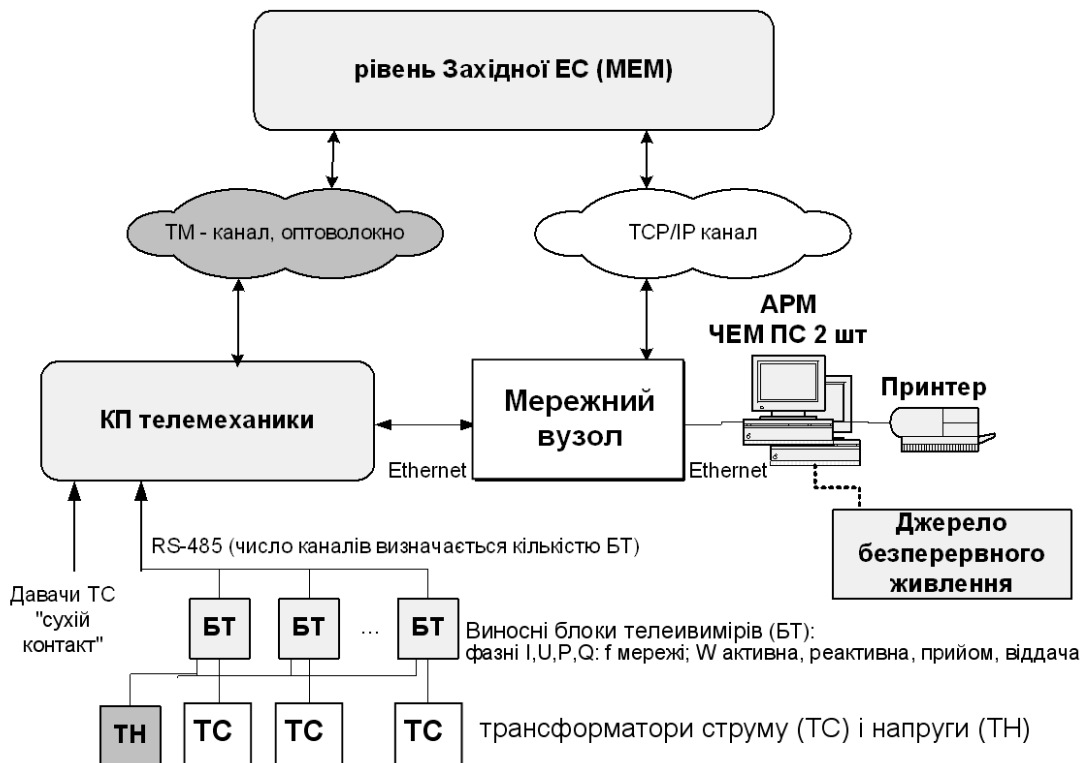 рівень Західної ЕС (МЕМ)
ТМ - канал, оптоволокно
TCP/IP канал
АРМ
ЧЕМ ПС 2 шт
Принтер
КП телемеханики
Мережний
вузол
Ethernet
Ethernet
Джерело
безперервного
живлення
RS-485 (число каналів визначається кількістю БТ)
Давачи ТС
"сухій
контакт"
БТ
БТ
...
БТ
Виносні блоки телеивимірів (БТ):
фазні I,U,P,Q: f мережі; W активна, реактивна, прийом, віддача
ТН
ТС
ТС
ТС
трансформатори струму (ТС) і напруги (ТН)